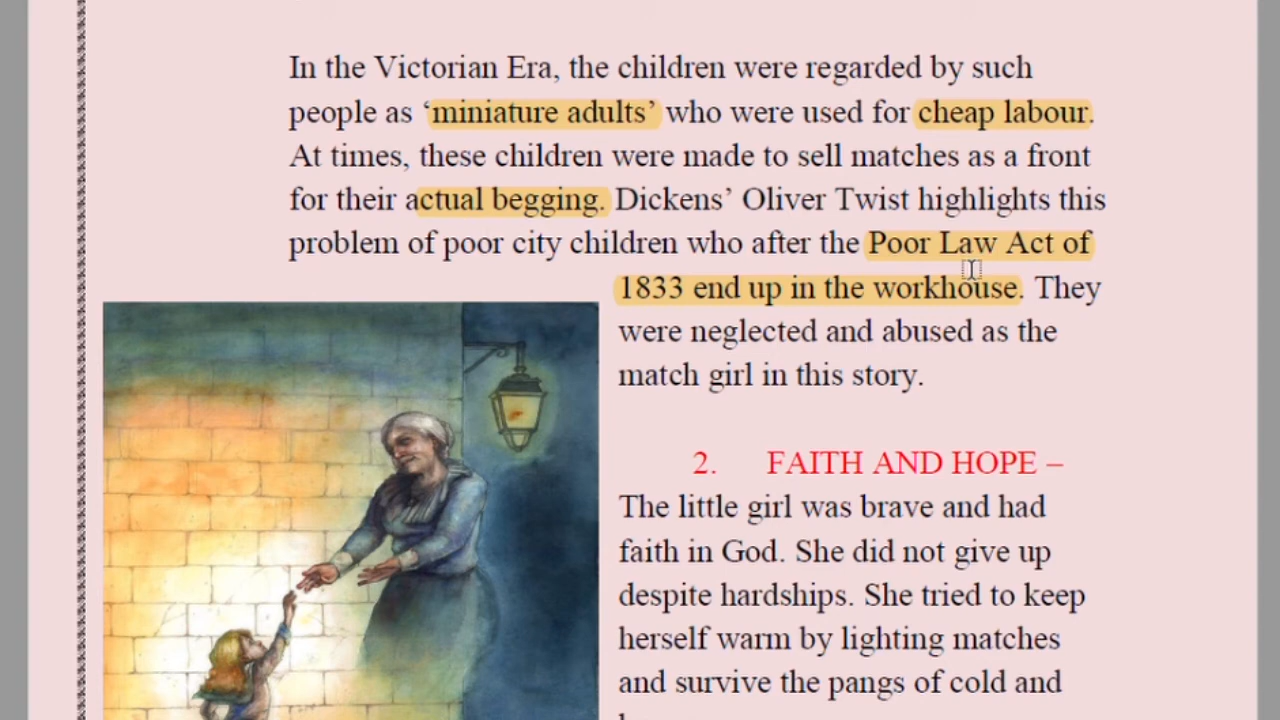 In the Victorian Era, the children were regarded by such
people as ‘miniature adults’ who were used for cheap labour.
At times, these children were made to sell matches as a front
for their actual begging. Dickens’ Oliver Twist highlights this
problem of poor city children who after the Poor Law Act of
1833 end up in the workhouse. They
were neglected and abused as the
match girl in this story.
2. FAITH AND HOPE –
The little girl was brave and had
faith in God. She did not give up
despite hardships. She tried to keep
herself warm by lighting matches
and survive the pangs of cold and